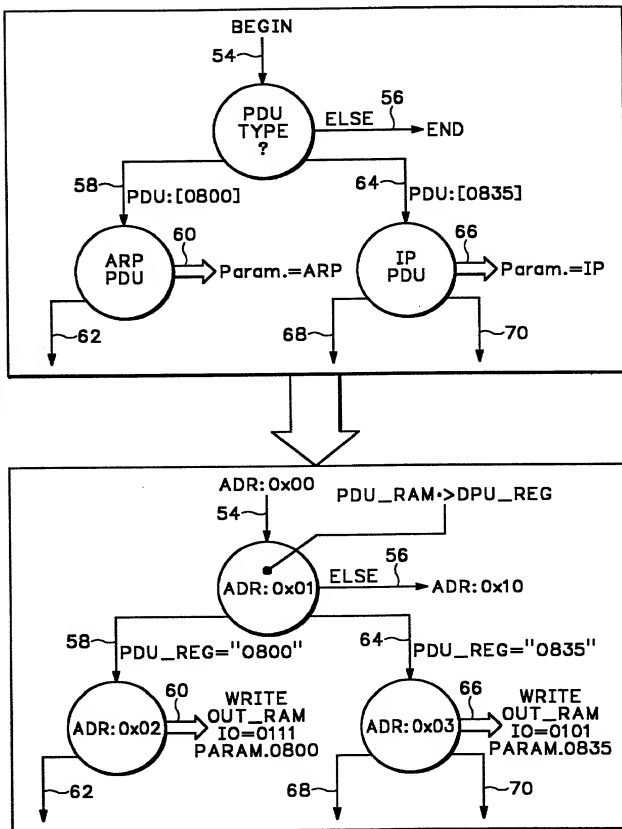 BEGIN
54
PDU
TYPE
?
ELSE
56
END
58
PDU:[0800]
64
PDU:[0835]
ARP
PDU
60
Param.=ARP
IP
PDU
66
Param.=IP
62
68
70
ADR:0x00
54
PDU_RAM->DPU_REG
ADR:0x01
ELSE
56
ADR:0x10
58
PDU_REG="0800"
64
PDU_REG="0835"
ADR:0x02
60
WRITE
OUT_RAM
IO=0111
PARAM.0800
ADR:0x03
66
WRITE
OUT_RAM
IO=0101
PARAM.0835
62
68
70